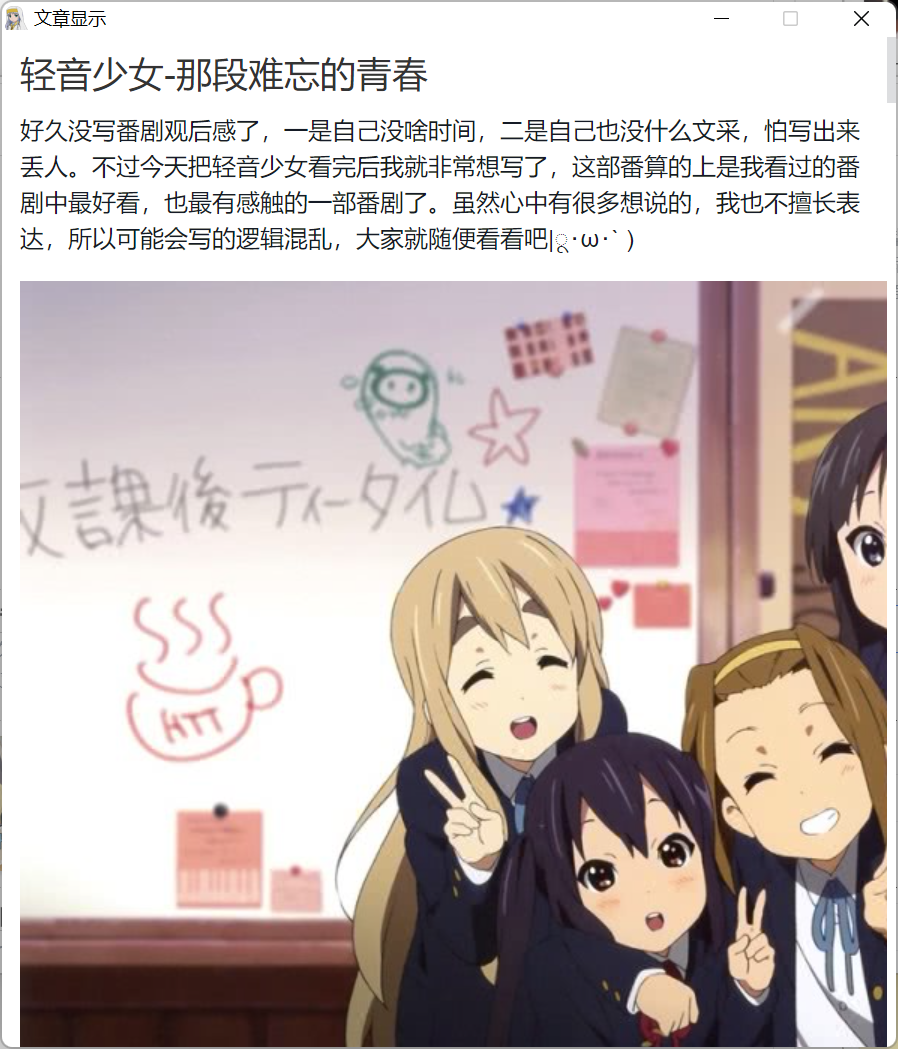 文章显示
轻音少女-那段难忘的青春
好久没写番剧观后感了，一是自己没啥时间，二是自己也没什么文采，怕写出来
丢人。不过今天把轻音少女看完后我就非常想写了，这部番算的上是我看过的番
剧中最好看，也最有感触的一部番剧了。虽然心中有很多想说的，我也不擅长表
达，所以可能会写的逻辑混乱，大家就随便看看吧|ૂ･ω･` )
課後ティータイム
HTT